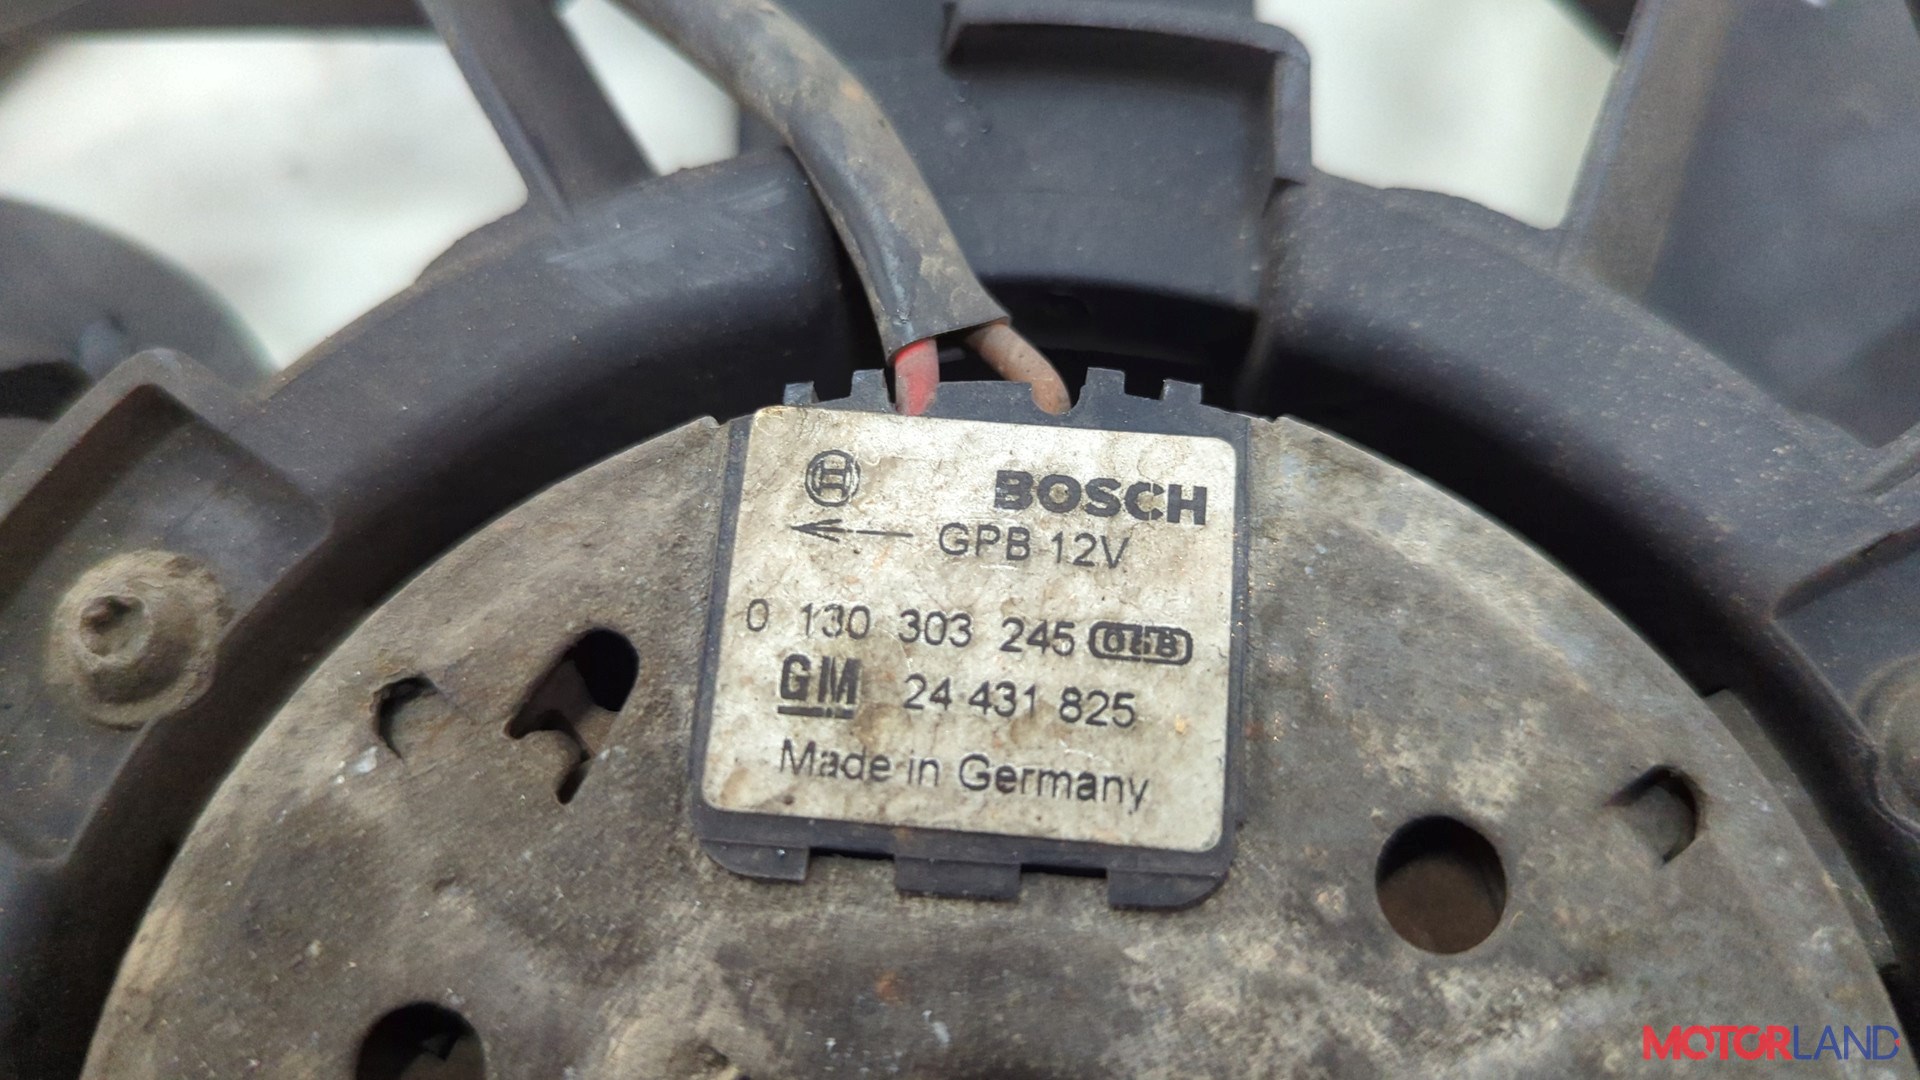 BOSCH
GPB 12V
0 130 303 245
GM 24 431 825
Made in Germany
MOTORLAND